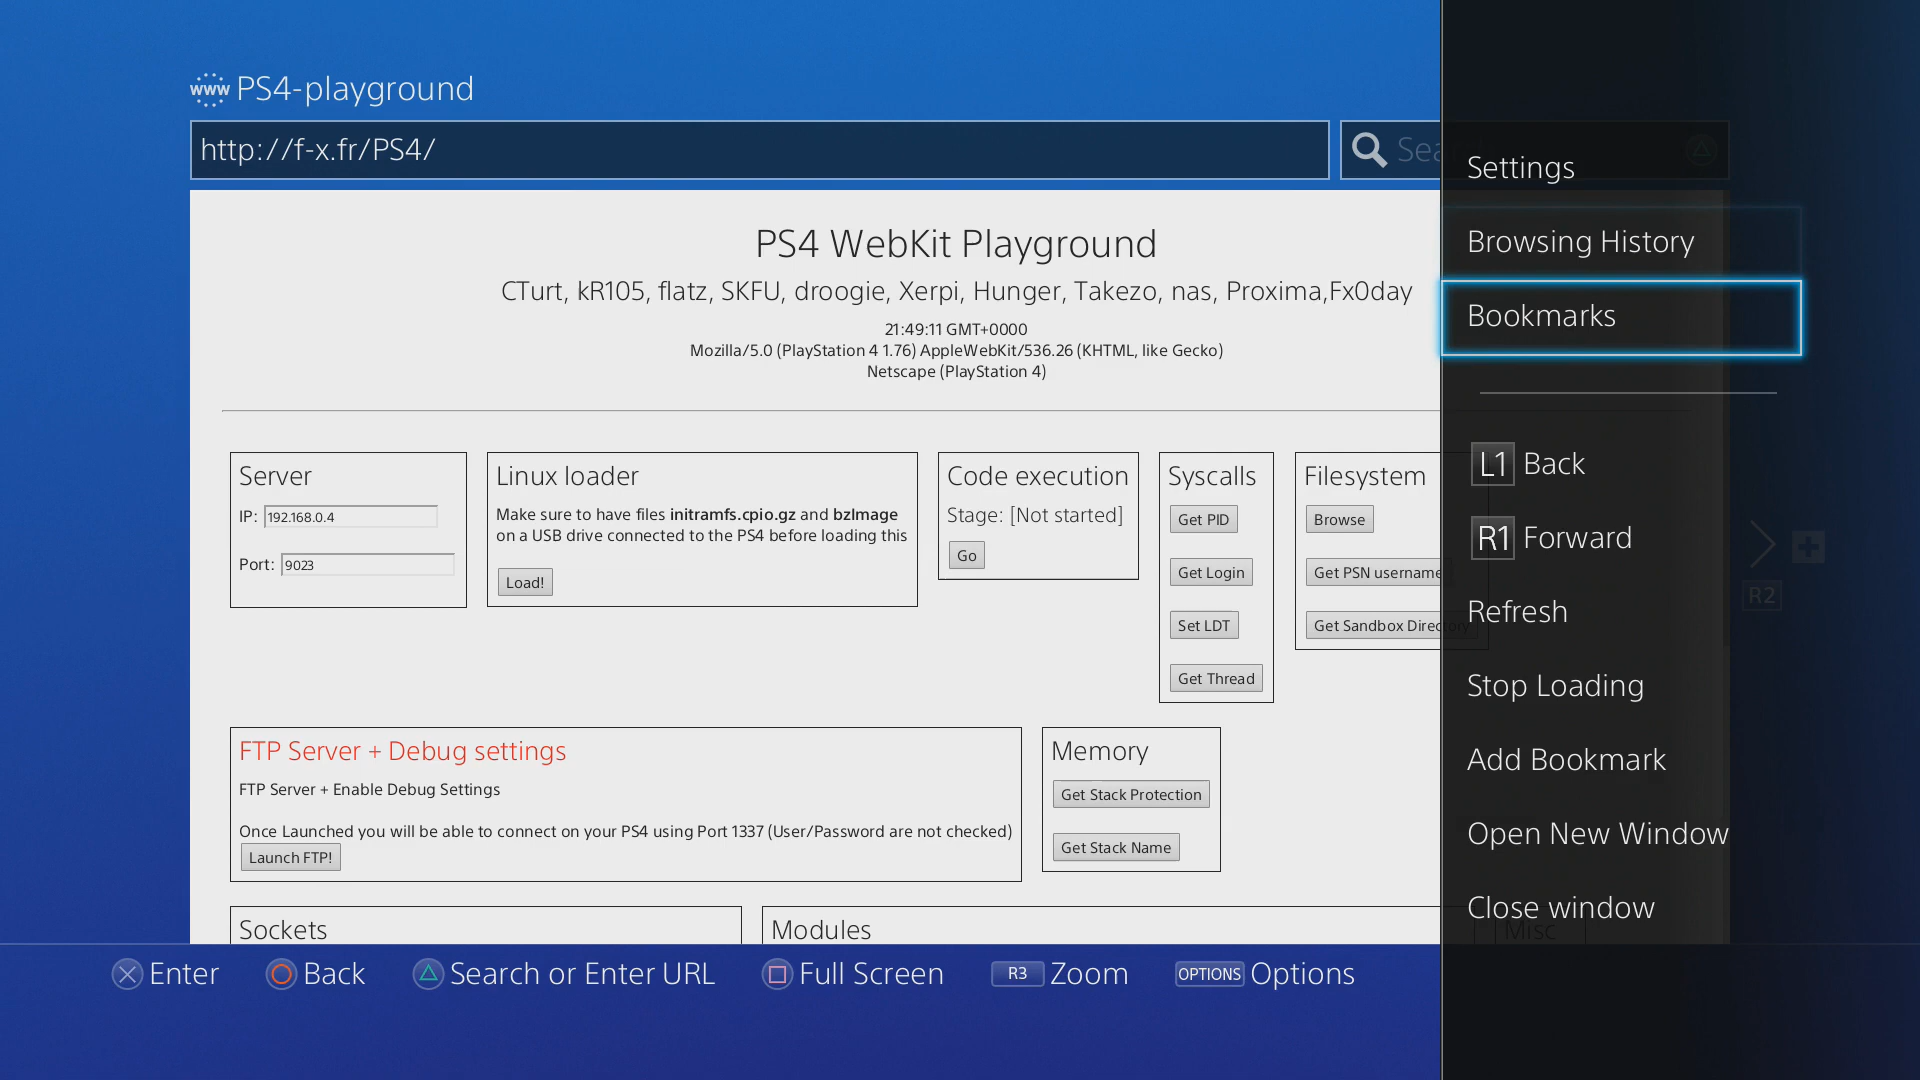 www PS4-playground
http://f-x.fr/PS4/
Sea
PS4 WebKit Playground
CTurt, kR105, flatz, SKFU, droogie, Xerpi, Hunger, Takezo, nas, Proxima,Fx0day
21:49:11 GMT+0000
Mozilla/5.0 (PlayStation 4 1.76) AppleWebKit/536.26 (KHTML, like Gecko)
Netscape (PlayStation 4)
Server
IP: 192.168.0.4
Port: 9023
Linux loader
Make sure to have files initramfs.cpio.gz and bzImage
on a USB drive connected to the PS4 before loading this
Load!
Code execution
Stage: [Not started]
Go
Syscalls
Get PID
Get Login
Set LDT
Get Thread
Filesystem
Browse
Get PSN username
Get Sandbox Directory
FTP Server + Debug settings
FTP Server + Enable Debug Settings
Once Launched you will be able to connect on your PS4 using Port 1337 (User/Password are not checked)
Launch FTP!
Memory
Get Stack Protection
Get Stack Name
Sockets
Modules
Misc
Settings
Browsing History
Bookmarks
L1 Back
R1 Forward
Refresh
Stop Loading
Add Bookmark
Open New Window
Close window
R2
Enter
Back
Search or Enter URL
Full Screen
R3 Zoom
OPTIONS Options